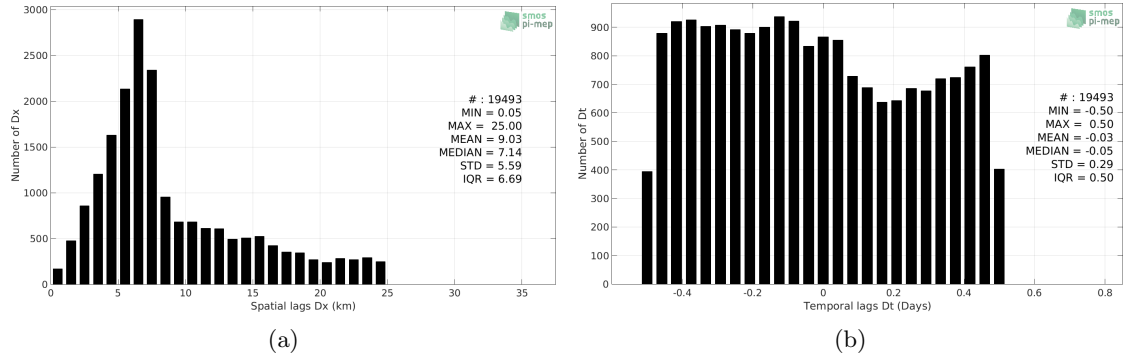 3000
2500
2000
1500
1000
500
0
Number of Dx
smos
pi-mep
# : 19493
MIN = 0.05
MAX = 25.00
MEAN = 9.03
MEDIAN = 7.14
STD = 5.59
IQR = 6.69
0 5 10 15 20 25 30 35
Spatial lags Dx (km)
(a)
900
800
700
600
500
400
300
200
100
0
Number of Dt
smos
pi-mep
# : 19493
MIN = -0.50
MAX = 0.50
MEAN = -0.03
MEDIAN = -0.05
STD = 0.29
IQR = 0.50
-0.4 -0.2 0 0.2 0.4 0.6 0.8
Temporal lags Dt (Days)
(b)